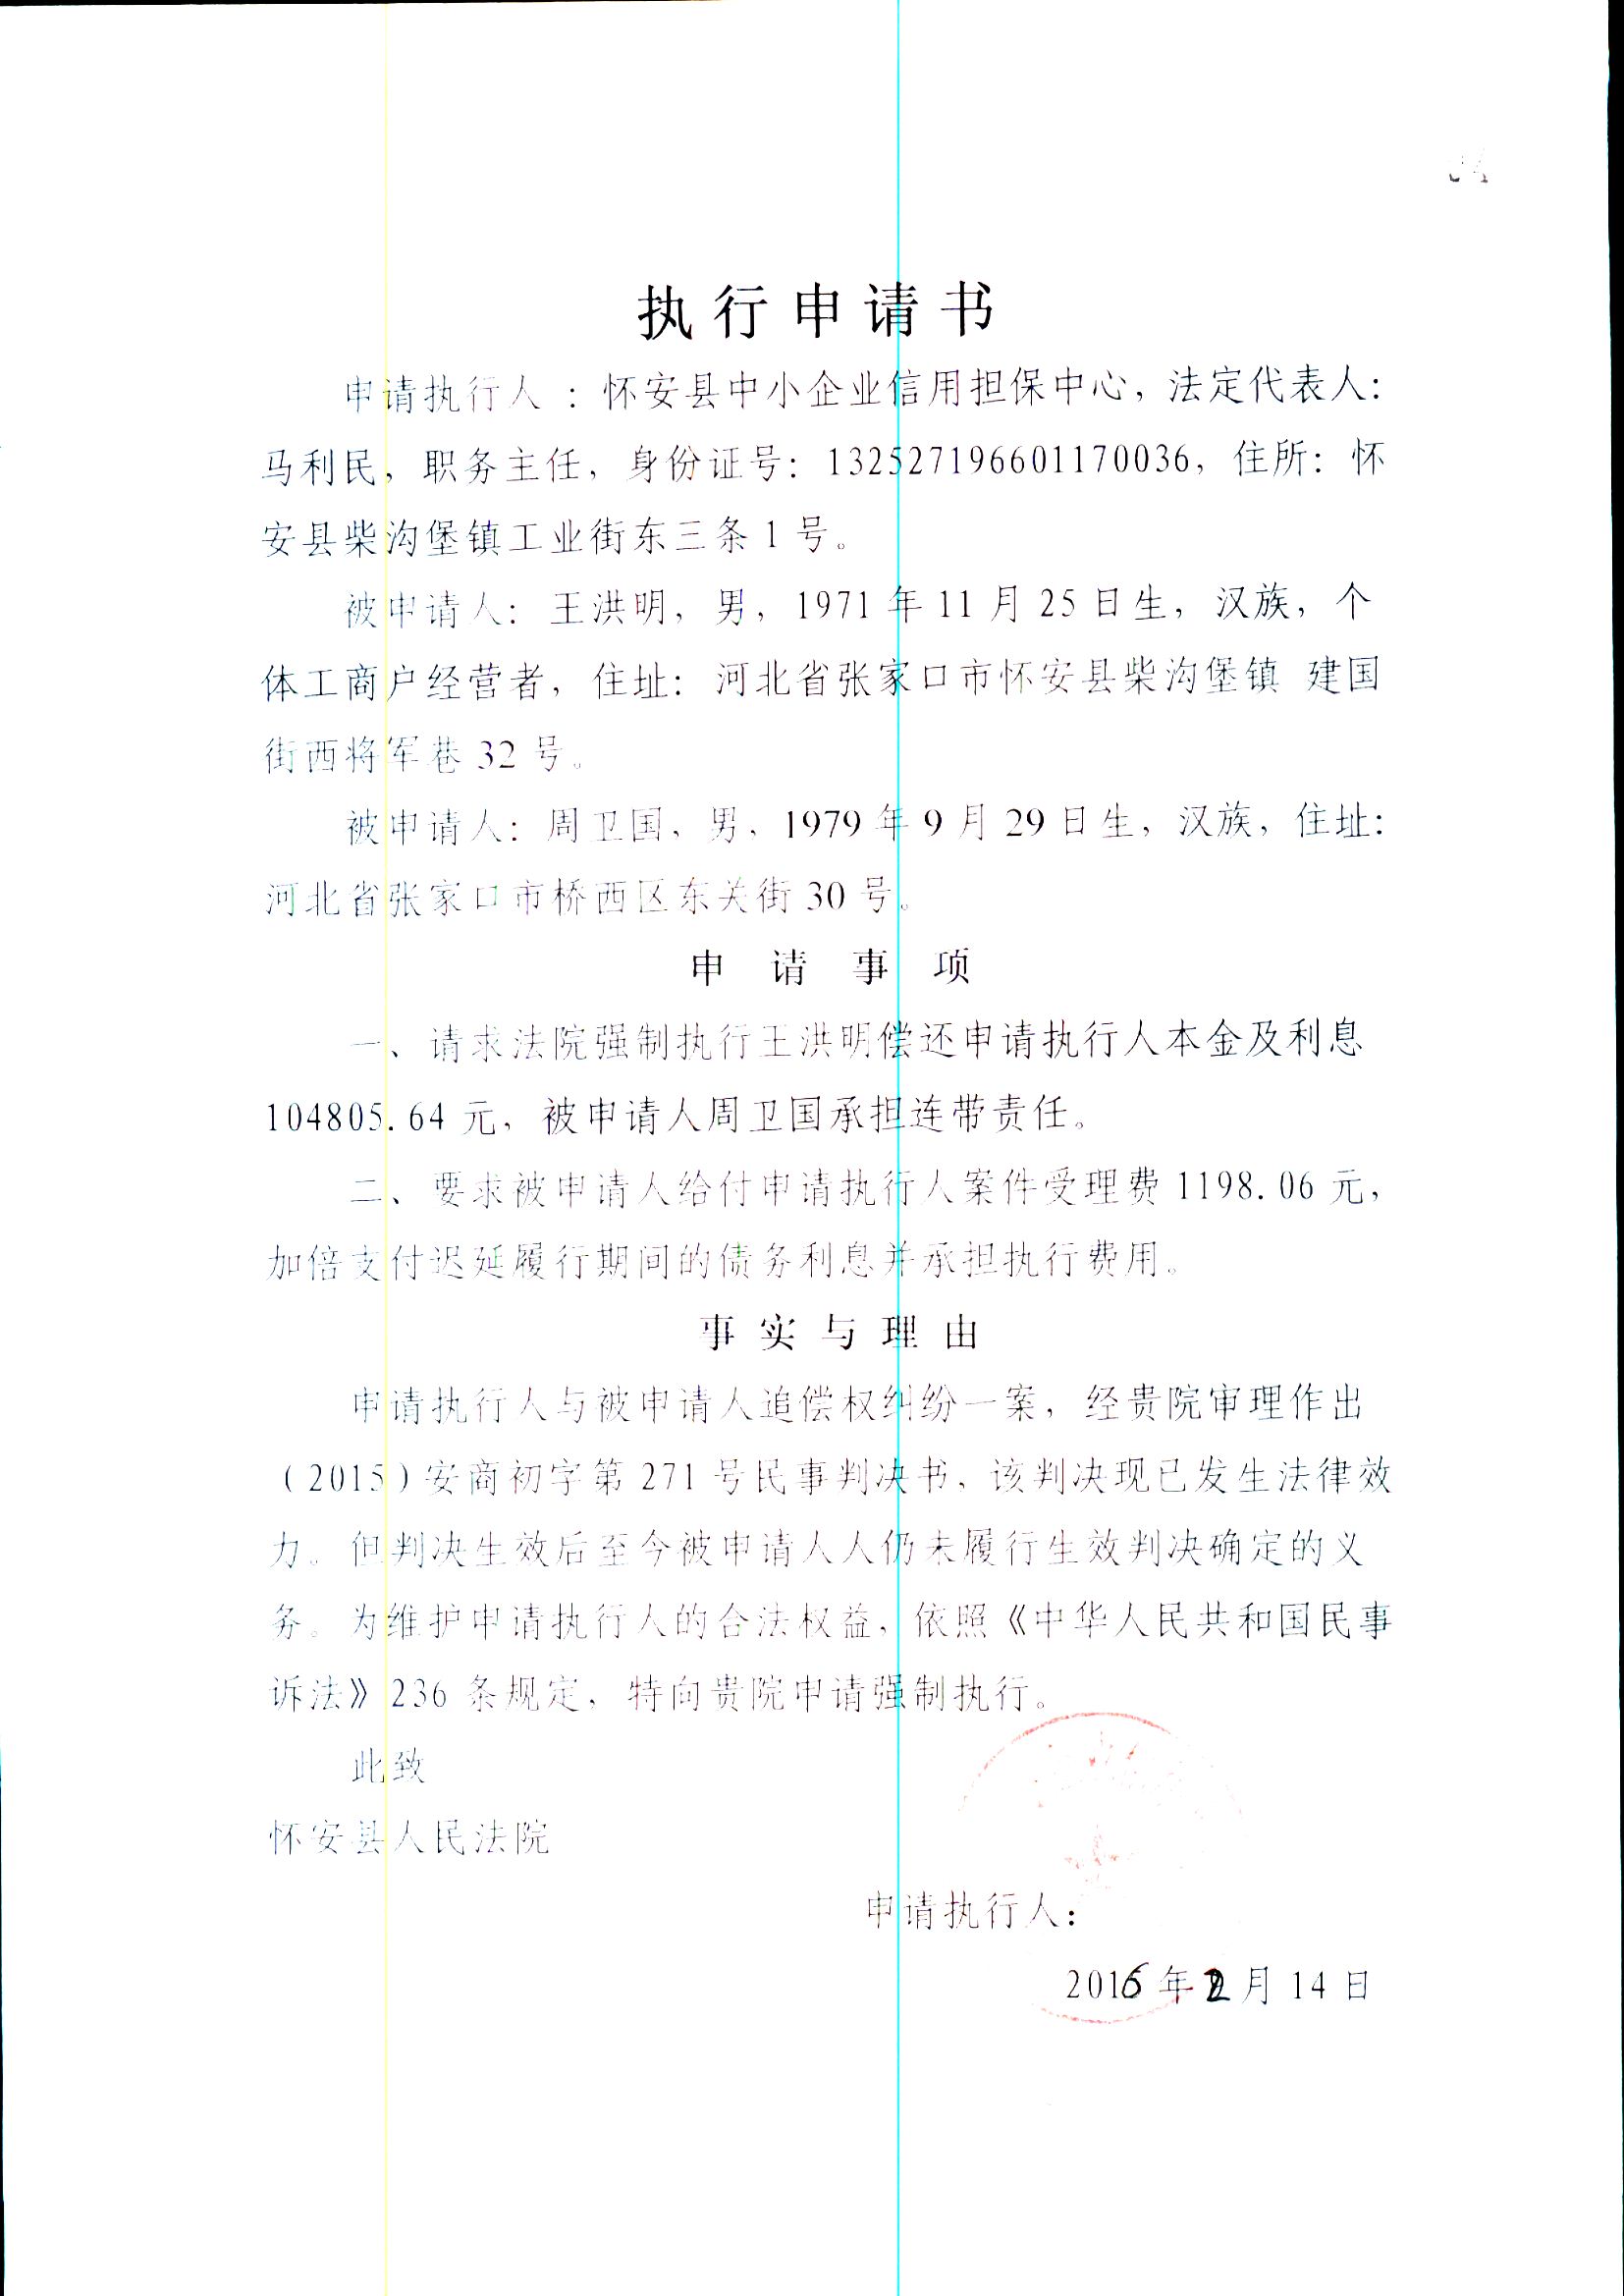 执行申请书
申请执行人：怀安县中小企业信用担保中心，法定代表人：
马利民，职务主任，身份证号：132527196601170036，住所：怀
安县柴沟堡镇工业街东三条1号。
被申请人：王洪明，男，1971年11月25日生，汉族，个
体工商户经营者，住址：河北省张家口市怀安县柴沟堡镇 建国
街西将军巷32号。
被申请人：周卫国，男，1979年9月29日生，汉族，住址：
河北省张家口市桥西区东关街30号。
申请事项
一、请求法院强制执行王洪明偿还申请执行人本金及利息
104805.64元，被申请人周卫国承担连带责任。
二、要求被申请人给付申请执行人案件受理费1198.06元，
加倍支付迟延履行期间的债务利息并承担执行费用。
事实与理由
申请执行人与被申请人追偿权纠纷一案，经贵院审理作出
（2015）安商初字第271号民事判决书，该判决现已发生法律效
力。但判决生效后至今被申请人人仍未履行生效判决确定的义
务。为维护申请执行人的合法权益，依照《中华人民共和国民事
诉法》236条规定，特向贵院申请强制执行。
此致
怀安县人民法院
申请执行人：
2016年2月14日